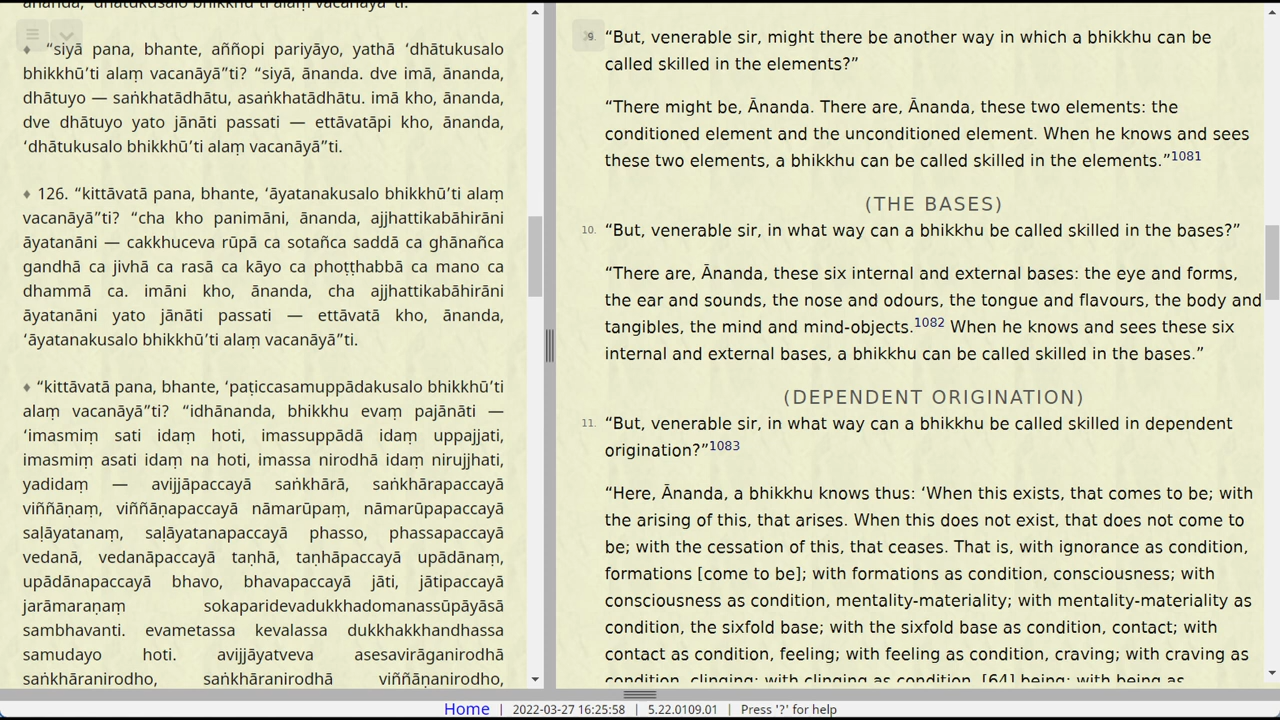 ānanda, ‘dhātukusalo bhikkhū’ti alaṃ vacanāyā”ti.
♦ “siyā pana, bhante, aññopi pariyāyo, yathā ‘dhātukusalo
bhikkhū’ti alaṃ vacanāyā”ti? “siyā, ānanda. dve imā, ānanda,
dhātuyo — saṅkhatādhātu, asaṅkhatādhātu. imā kho, ānanda,
dve dhātuyo yato jānāti passati — ettāvatāpi kho, ānanda,
‘dhātukusalo bhikkhū’ti alaṃ vacanāyā”ti.
♦ 126. “kittāvatā pana, bhante, ‘āyatanakusalo bhikkhū’ti alaṃ
vacanāyā”ti? “cha kho panimāni, ānanda, ajjhattikabāhirāni
āyatanāni — cakkhuceva rūpā ca sotañca saddā ca ghānañca
gandhā ca jivhā ca rasā ca kāyo ca phoṭṭhabbā ca mano ca
dhammā ca. imāni kho, ānanda, cha ajjhattikabāhirāni
āyatanāni yato jānāti passati — ettāvatā kho, ānanda,
‘āyatanakusalo bhikkhū’ti alaṃ vacanāyā”ti.
♦ “kittāvatā pana, bhante, ‘paṭiccasamuppādakusalo bhikkhū’ti
alaṃ vacanāyā”ti? “idhānanda, bhikkhu evaṃ pajānāti —
‘imasmiṃ sati idaṃ hoti, imassuppādā idaṃ uppajjati,
imasmiṃ asati idaṃ na hoti, imassa nirodhā idaṃ nirujjhati,
yadidaṃ — avijjāpaccayā saṅkhārā, saṅkhārapaccayā
viññāṇaṃ, viññāṇapaccayā nāmarūpaṃ, nāmarūpapaccayā
saḷāyatanaṃ, saḷāyatanapaccayā phasso, phassapaccayā
vedanā, vedanāpaccayā taṇhā, taṇhāpaccayā upādānaṃ,
upādānapaccayā bhavo, bhavapaccayā jāti, jātipaccayā
jarāmaraṇaṃ sokaparidevadukkhadomanassūpāyāsā
sambhavanti. evametassa kevalassa dukkhakkhandhassa
samudayo hoti. avijjāyatveva asesavirāganirodhā
saṅkhāranirodho, saṅkhāranirodhā viññāṇanirodho,
9. “But, venerable sir, might there be another way in which a bhikkhu can be
called skilled in the elements?”
“There might be, Ānanda. There are, Ānanda, these two elements: the
conditioned element and the unconditioned element. When he knows and sees
these two elements, a bhikkhu can be called skilled in the elements.”1081
(THE BASES)
10. “But, venerable sir, in what way can a bhikkhu be called skilled in the bases?”
“There are, Ānanda, these six internal and external bases: the eye and forms,
the ear and sounds, the nose and odours, the tongue and flavours, the body and
tangibles, the mind and mind-objects.1082 When he knows and sees these six
internal and external bases, a bhikkhu can be called skilled in the bases.”
(DEPENDENT ORIGINATION)
11. “But, venerable sir, in what way can a bhikkhu be called skilled in dependent
origination?”1083
“Here, Ānanda, a bhikkhu knows thus: ‘When this exists, that comes to be; with
the arising of this, that arises. When this does not exist, that does not come to
be; with the cessation of this, that ceases. That is, with ignorance as condition,
formations [come to be]; with formations as condition, consciousness; with
consciousness as condition, mentality-materiality; with mentality-materiality as
condition, the sixfold base; with the sixfold base as condition, contact; with
contact as condition, feeling; with feeling as condition, craving; with craving as
condition, clinging; with clinging as condition, [64] being; with being as
Home | 2022-03-27 16:25:58 | 5.22.0109.01 | Press '?' for help